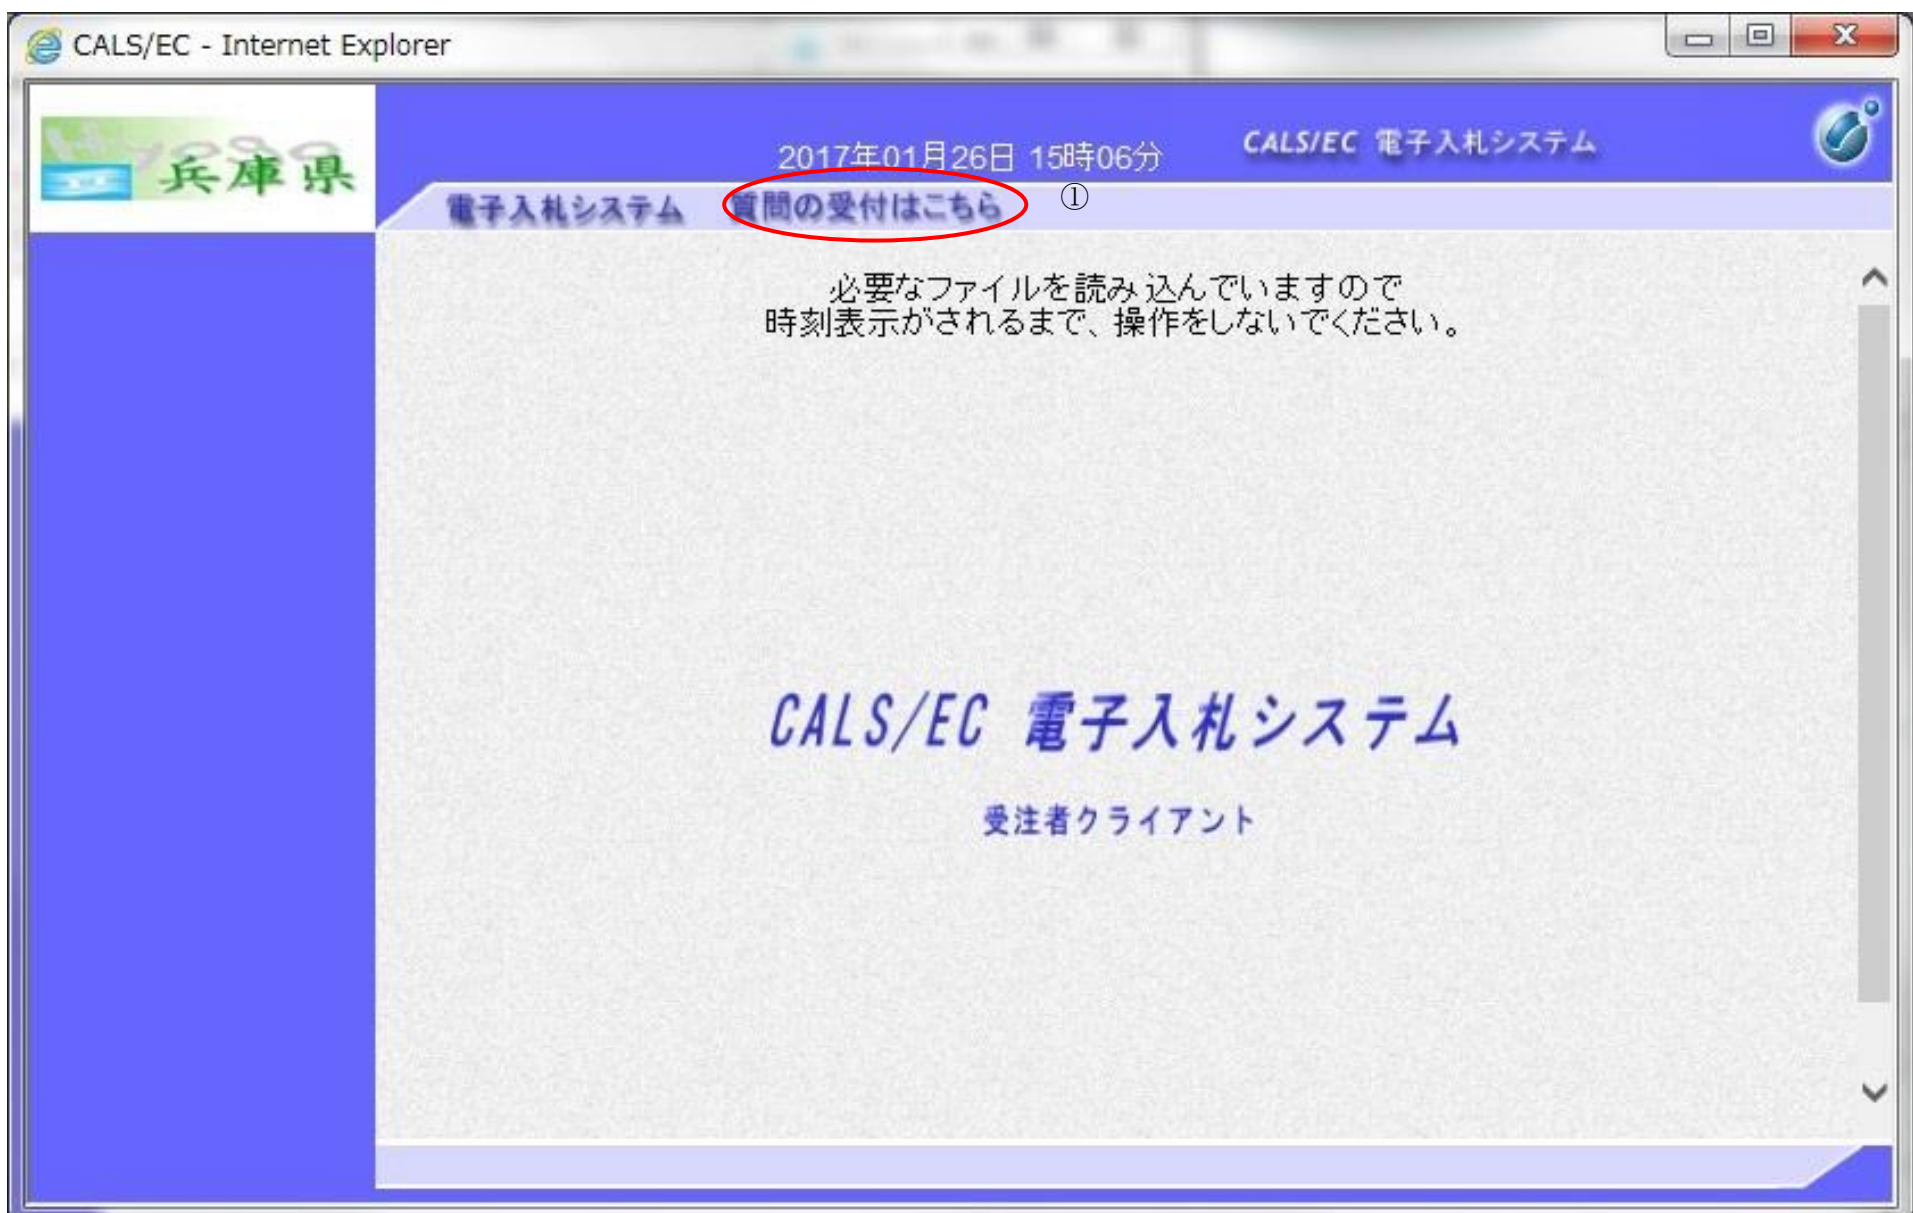 CALS/EC - Internet Explorer
兵庫県
2017年01月26日 15時06分
CALS/EC 電子入札システム
電子入札システム 質問の受付はこちら ①
必要なファイルを読み込んでいますので
時刻表示がされるまで、操作をしないでください。
CALS/EC 電子入札システム
受注者クライアント